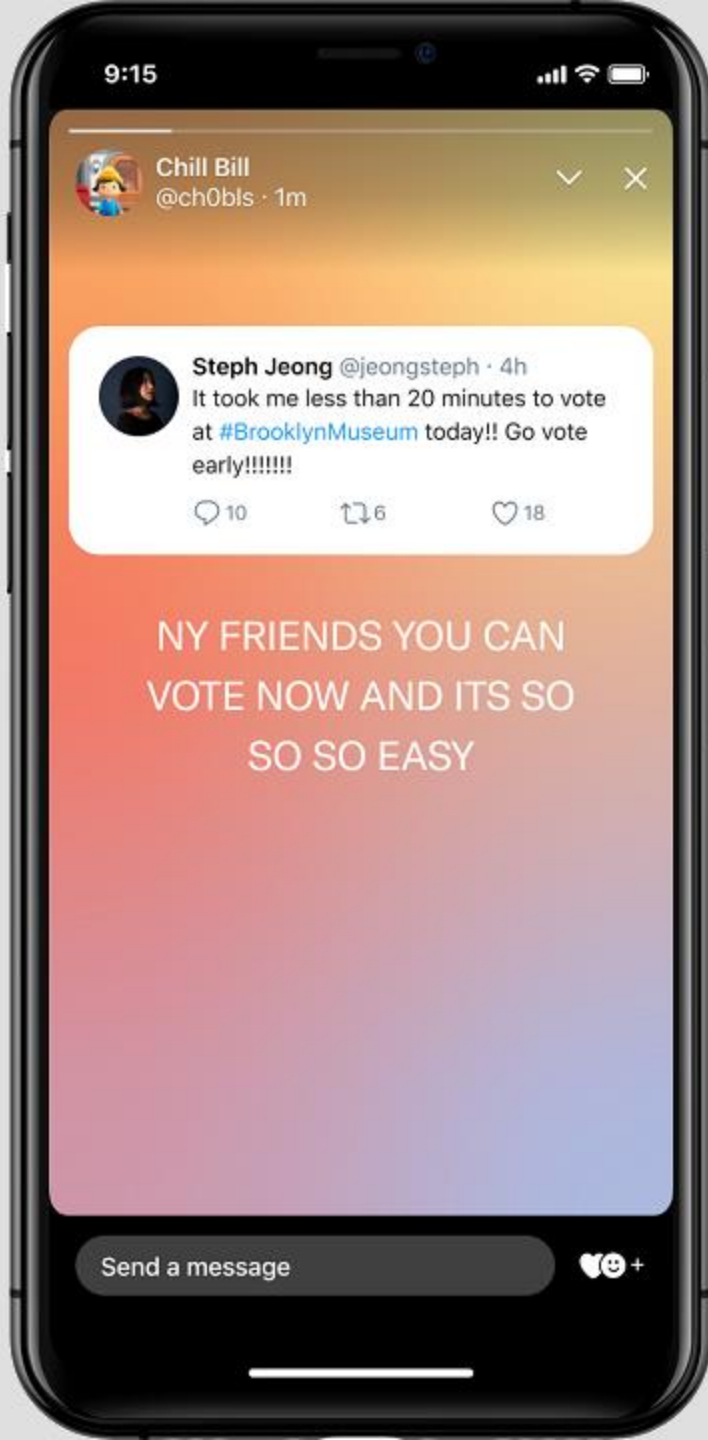 9:15
Chill Bill
@ch0bls · 1m
Steph Jeong @jeongsteph · 4h
It took me less than 20 minutes to vote
at #BrooklynMuseum today!! Go vote
early!!!!!!!
10 6 18
NY FRIENDS YOU CAN
VOTE NOW AND ITS SO
SO SO EASY
Send a message +